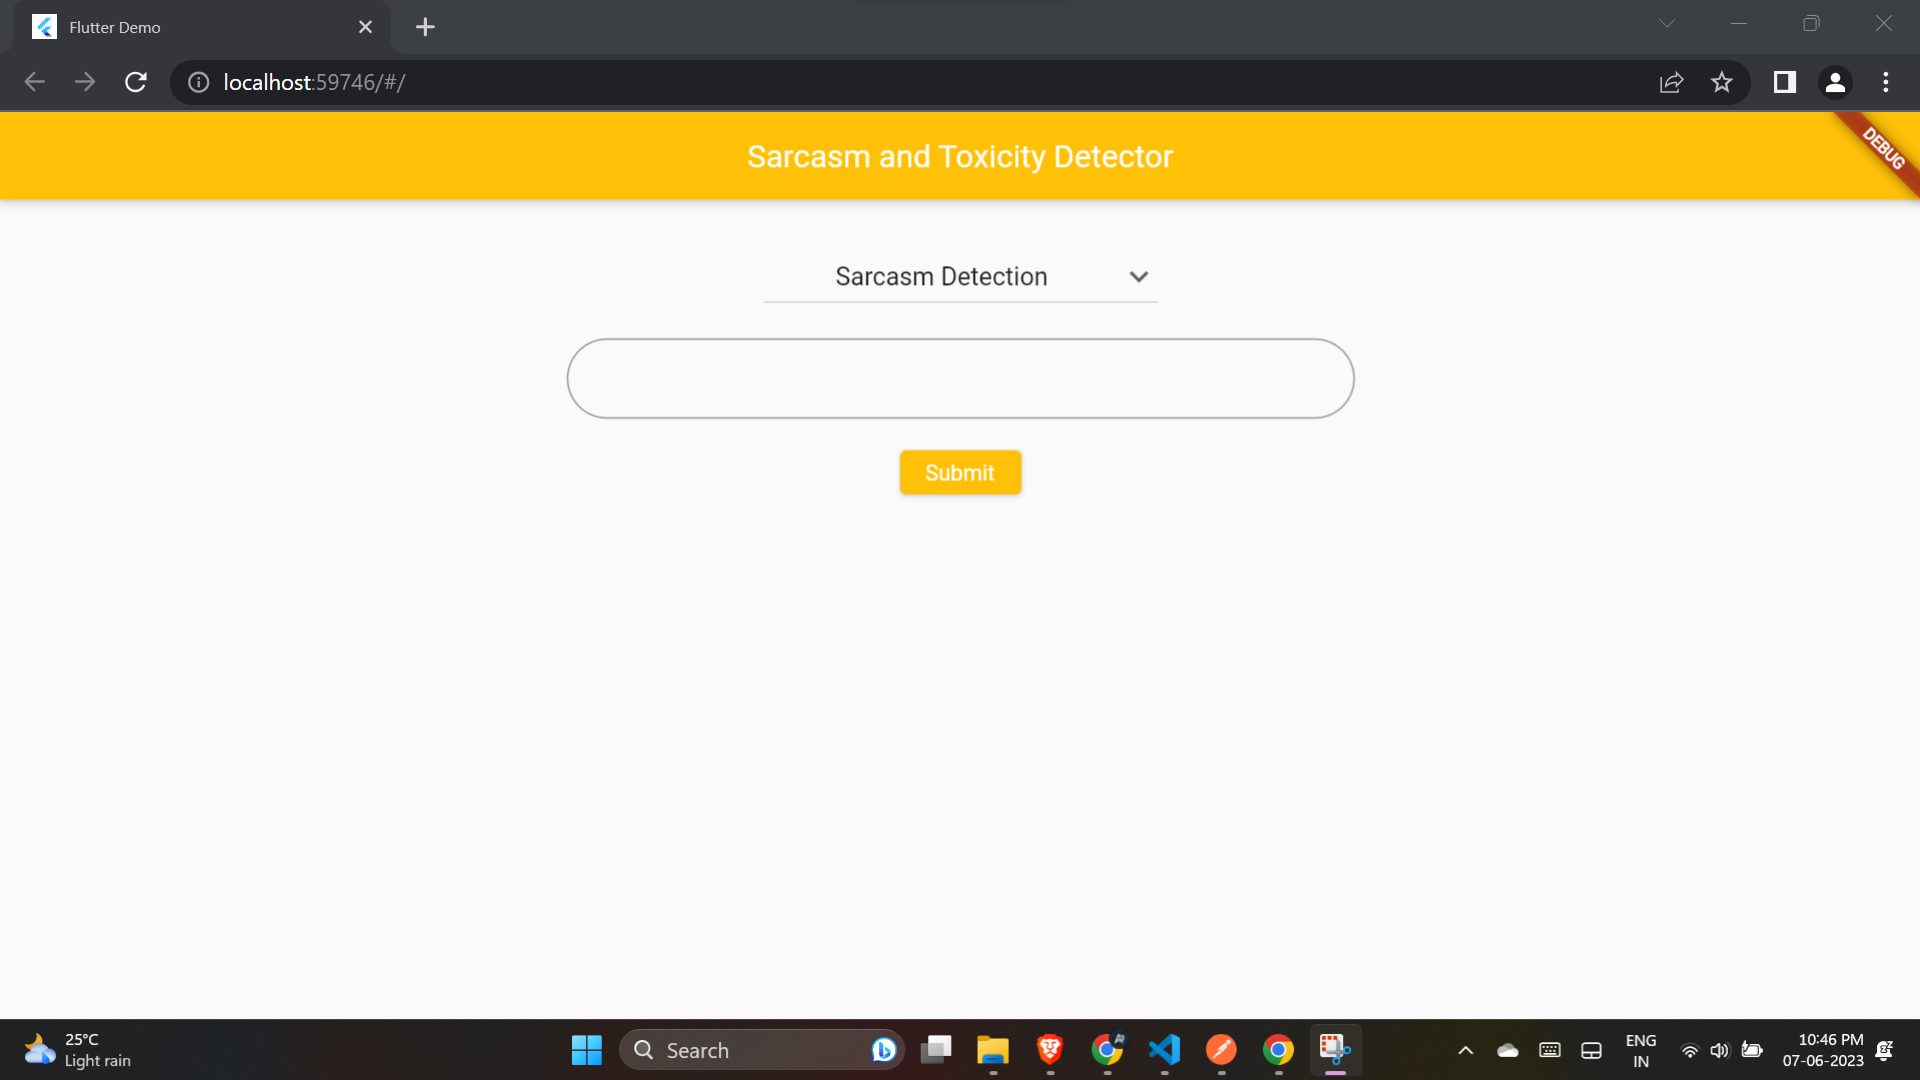 Flutter Demo
localhost:59746/#/
Sarcasm and Toxicity Detector
DEBUG
Sarcasm Detection
Submit
25°C
Light rain
Search
ENG
IN
10:46 PM
07-06-2023